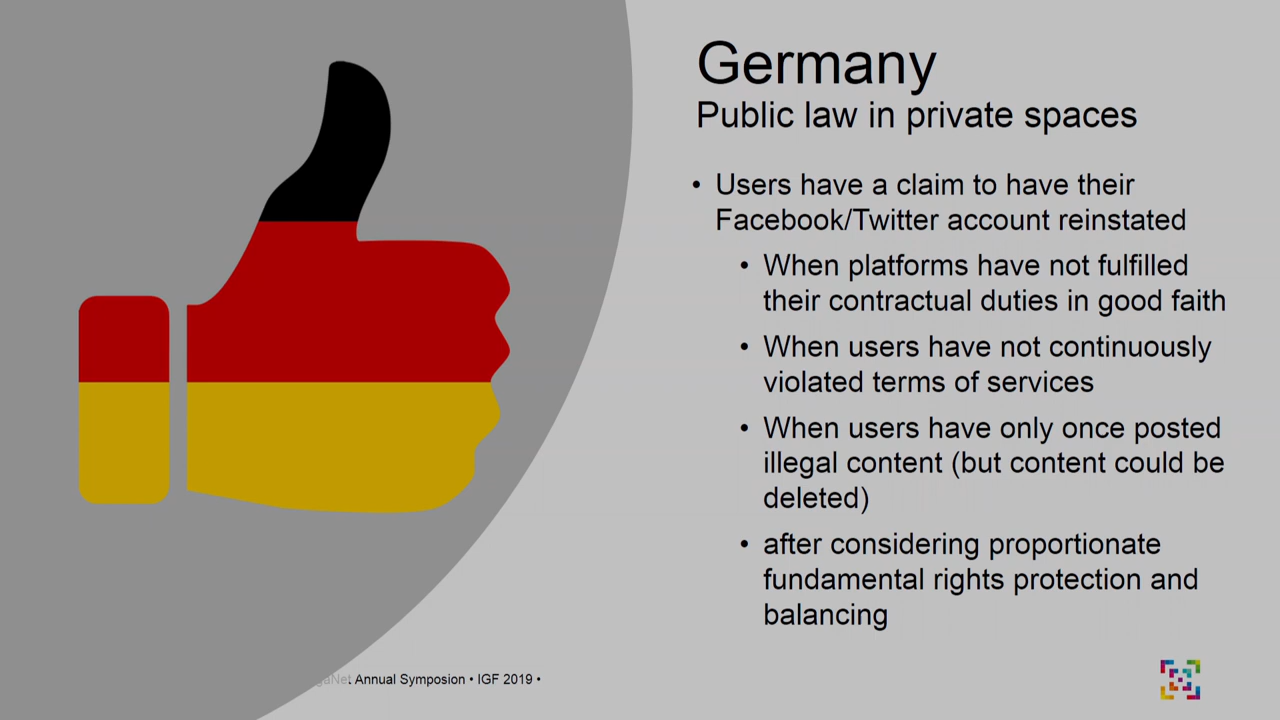 Germany
Public law in private spaces
• Users have a claim to have their
Facebook/Twitter account reinstated
• When platforms have not fulfilled
their contractual duties in good faith
• When users have not continuously
violated terms of services
• When users have only once posted
illegal content (but content could be
deleted)
• after considering proportionate
fundamental rights protection and
balancing
Annual Symposion • IGF 2019 •